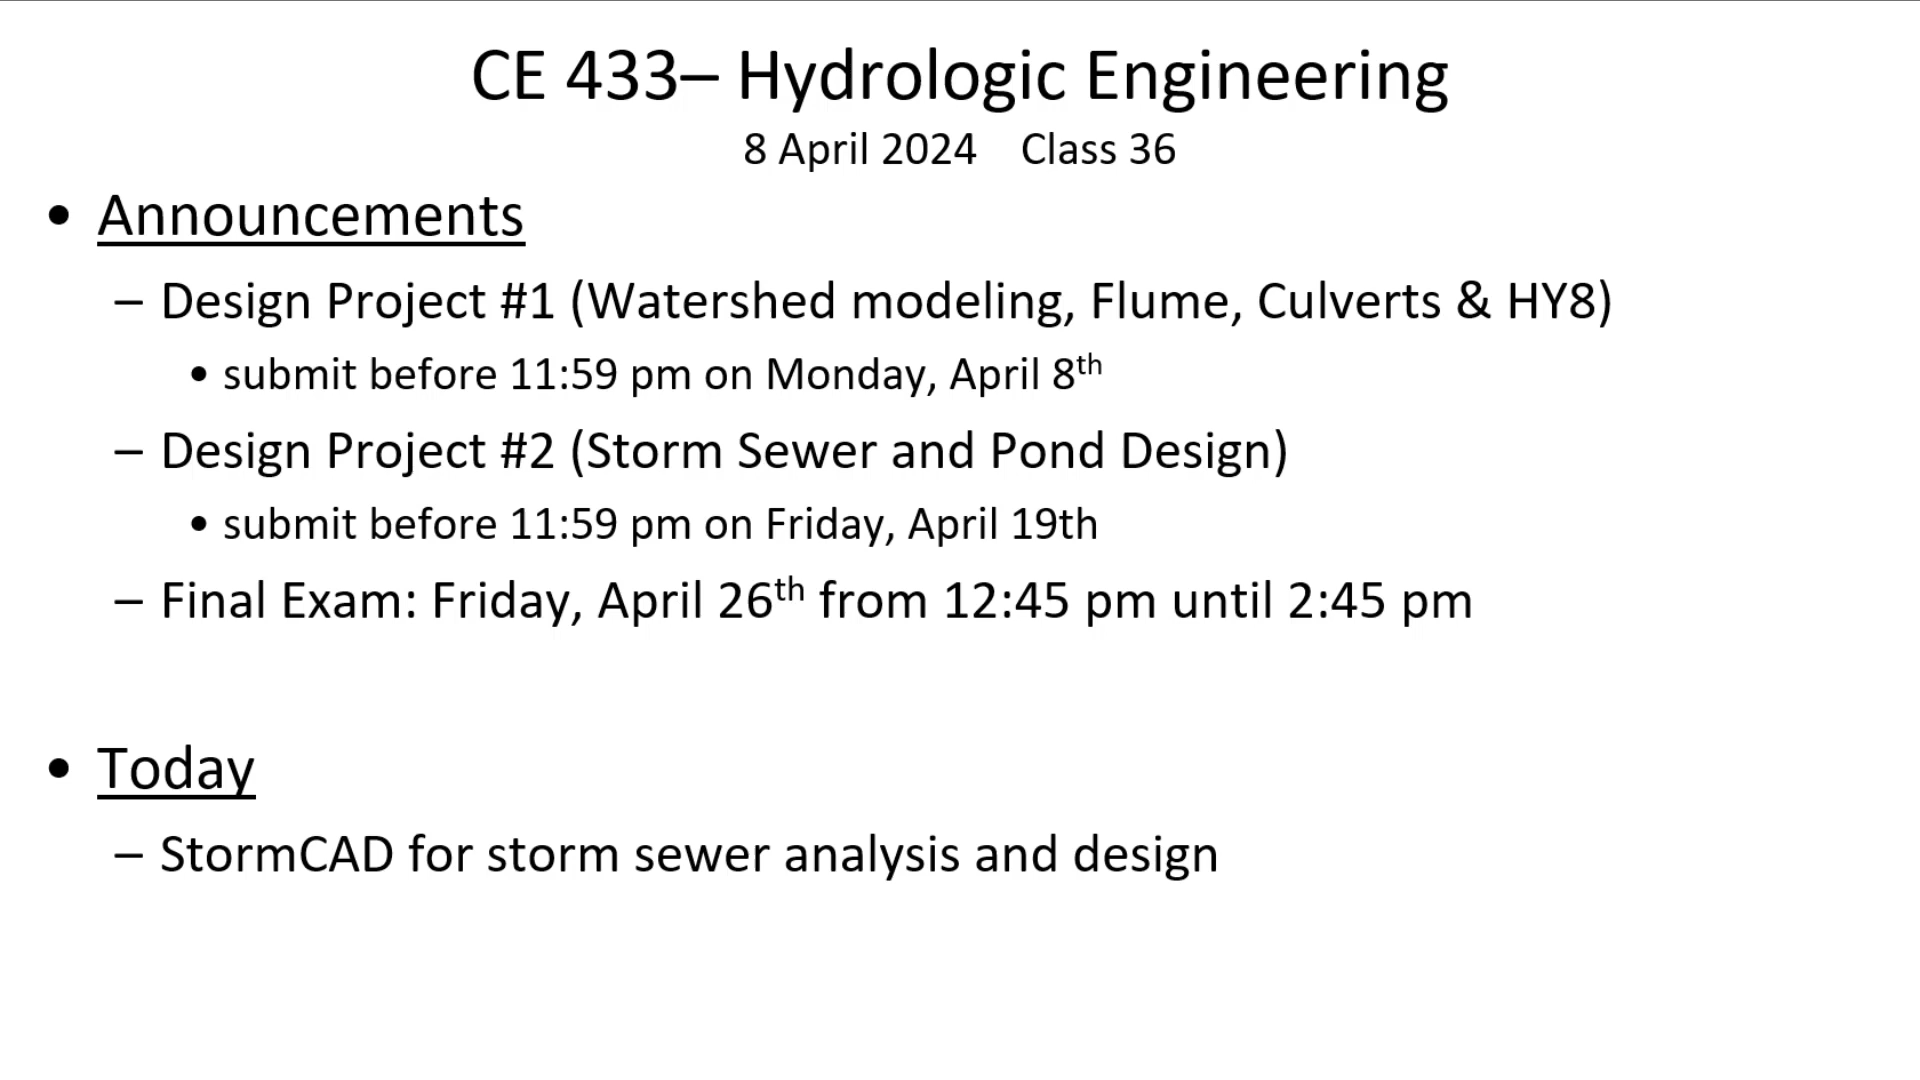 CE 433– Hydrologic Engineering
8 April 2024 Class 36
• Announcements
– Design Project #1 (Watershed modeling, Flume, Culverts & HY8)
• submit before 11:59 pm on Monday, April 8th
– Design Project #2 (Storm Sewer and Pond Design)
• submit before 11:59 pm on Friday, April 19th
– Final Exam: Friday, April 26th from 12:45 pm until 2:45 pm
• Today
– StormCAD for storm sewer analysis and design